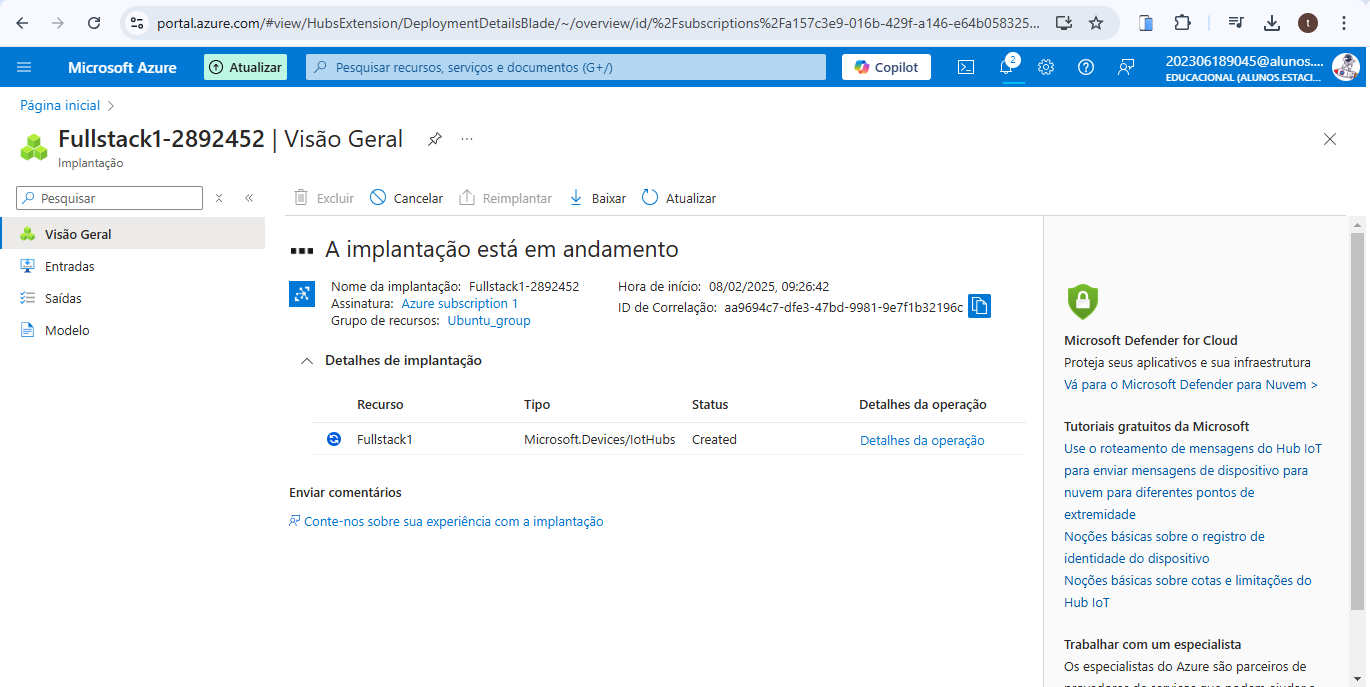 portal.azure.com/#view/HubsExtension/DeploymentDetailsBlade/~/overview/id/%2Fsubscriptions%2Fa157c3e9-016b-429f-a146-e64b058325...
t
Microsoft Azure
Atualizar
Pesquisar recursos, serviços e documentos (G+/)
Copilot
2
202306189045@alunos....
EDUCACIONAL (ALUNOS.ESTACI...
Página inicial
Fullstack1-2892452 | Visão Geral
...
Implantação
Pesquisar
Excluir
Cancelar
Reimplantar
Baixar
Atualizar
Visão Geral
Entradas
Saídas
Modelo
A implantação está em andamento
Nome da implantação: Fullstack1-2892452
Assinatura: Azure subscription 1
Grupo de recursos: Ubuntu_group
Hora de início: 08/02/2025, 09:26:42
ID de Correlação: aa9694c7-dfe3-47bd-9981-9e7f1b32196c
Detalhes de implantação
Recurso Tipo Status Detalhes da operação
Fullstack1 Microsoft.Devices/IotHubs Created Detalhes da operação
Enviar comentários
Conte-nos sobre sua experiência com a implantação
Microsoft Defender for Cloud
Proteja seus aplicativos e sua infraestrutura
Vá para o Microsoft Defender para Nuvem >
Tutoriais gratuitos da Microsoft
Use o roteamento de mensagens do Hub IoT
para enviar mensagens de dispositivo para
nuvem para diferentes pontos de
extremidade
Noções básicas sobre o registro de
identidade do dispositivo
Noções básicas sobre cotas e limitações do
Hub IoT
Trabalhar com um especialista
Os especialistas do Azure são parceiros de